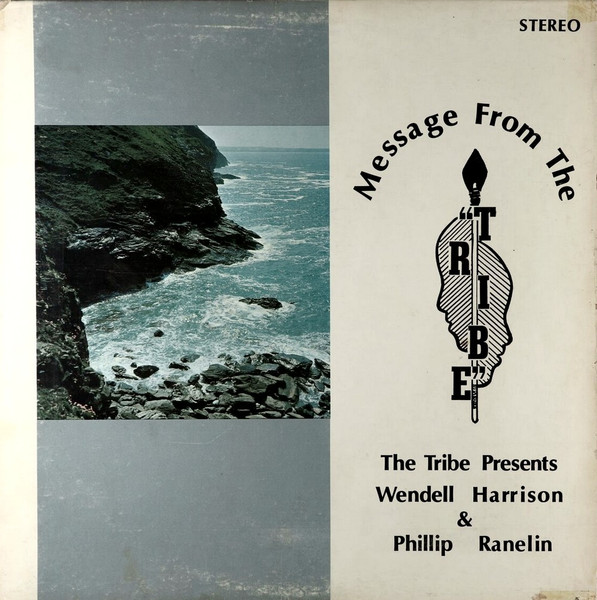 STEREO
Message From The
"TRIBE"
The Tribe Presents
Wendell Harrison
&
Phillip Ranelin